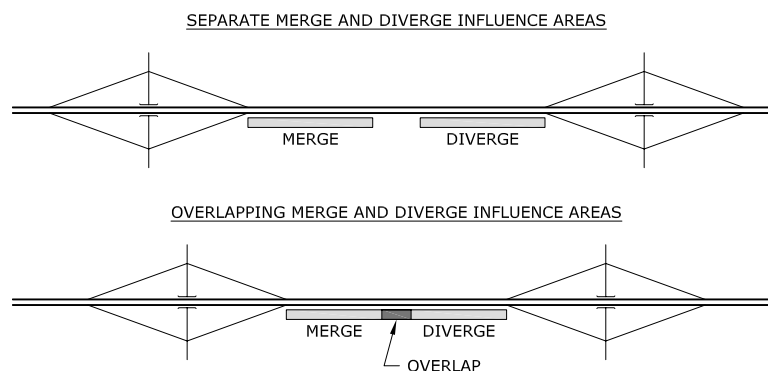 SEPARATE MERGE AND DIVERGE INFLUENCE AREAS
MERGE DIVERGE
OVERLAPPING MERGE AND DIVERGE INFLUENCE AREAS
MERGE DIVERGE
OVERLAP